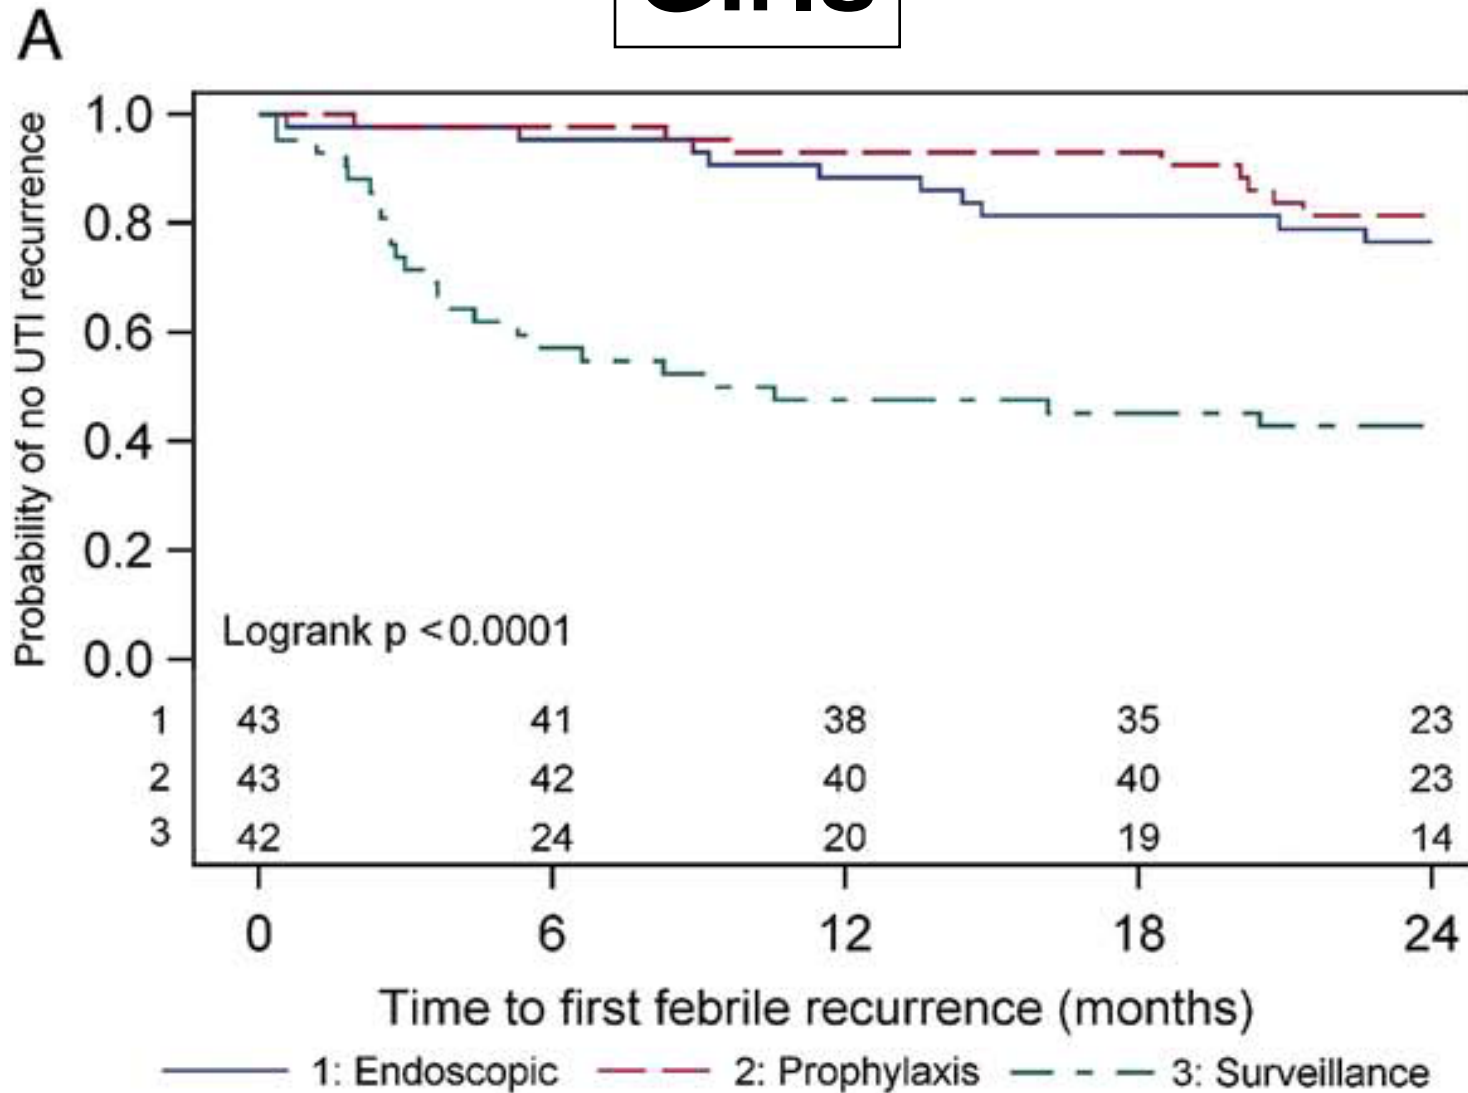 A
Probability of no UTI recurrence
1.0
0.8
0.6
0.4
0.2
0.0
Logrank p <0.0001
1 43 41 38 35 23
2 43 42 40 40 23
3 42 24 20 19 14
0 6 12 18 24
Time to first febrile recurrence (months)
1: Endoscopic 2: Prophylaxis 3: Surveillance